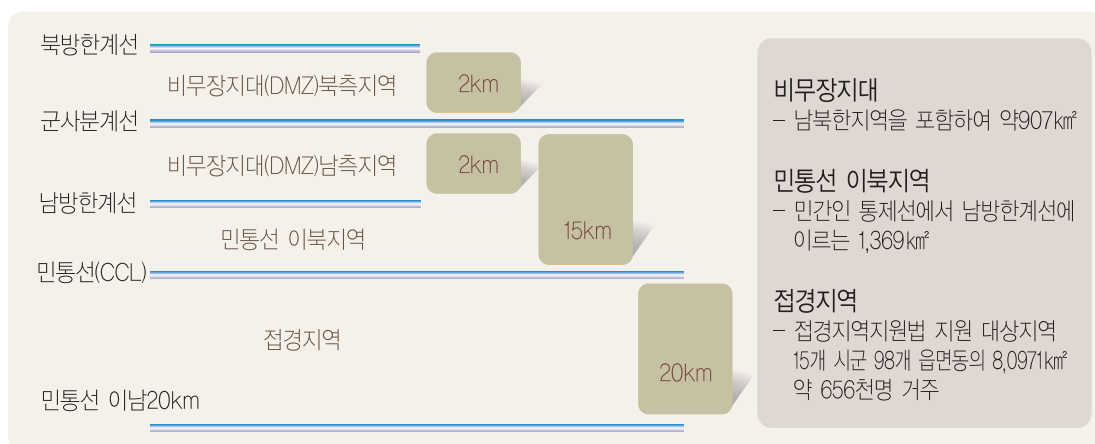 북방한계선
비무장지대(DMZ)북측지역
2km
군사분계선
비무장지대(DMZ)남측지역
2km
남방한계선
민통선 이북지역
15km
민통선(CCL)
접경지역
20km
민통선 이남20km
비무장지대
– 남북한지역을 포함하여 약907㎢
민통선 이북지역
– 민간인 통제선에서 남방한계선에
이르는 1,369㎢
접경지역
– 접경지역지원법 지원 대상지역
15개 시군 98개 읍면동의 8,0971㎢
약 656천명 거주